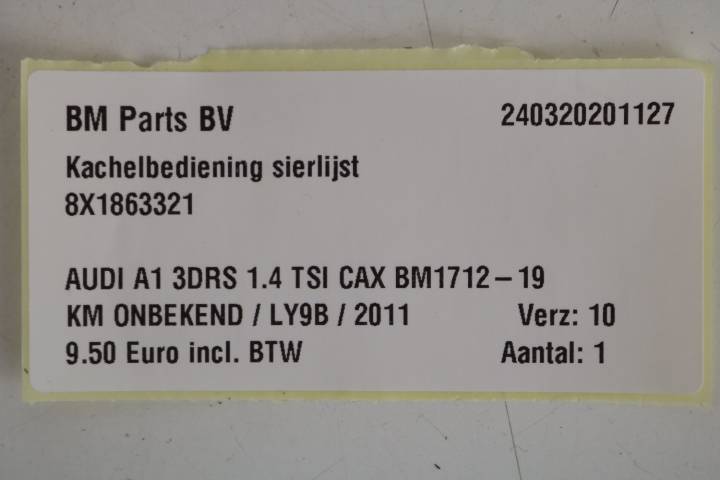 BM Parts BV 240320201127
Kachelbediening sierlijst
8X1863321
AUDI A1 3DRS 1.4 TSI CAX BM1712-19
KM ONBEKEND / LY9B / 2011 Verz: 10
9.50 Euro incl. BTW Aantal: 1